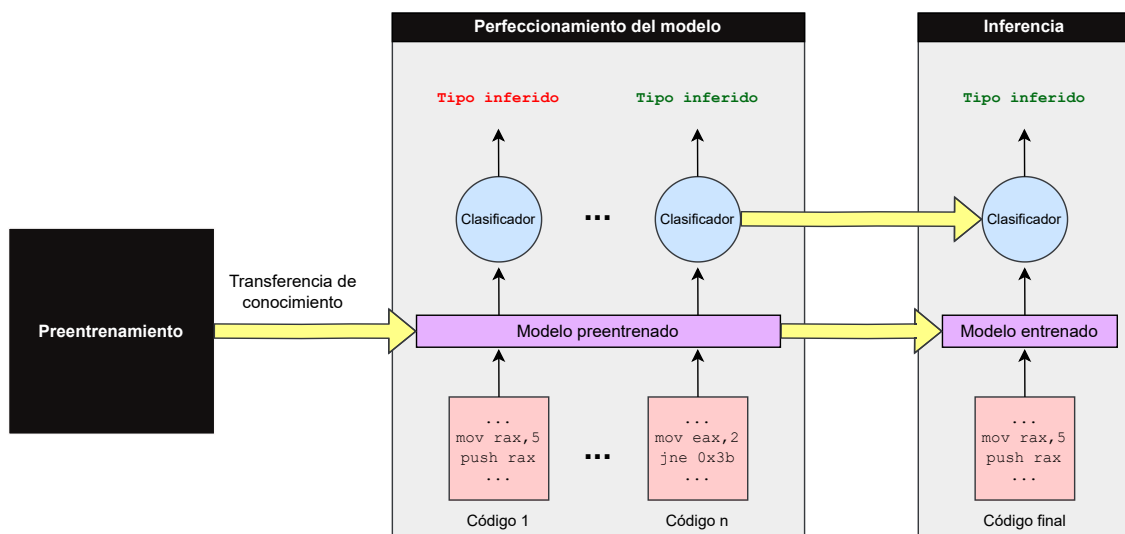 Perfeccionamiento del modelo
Inferencia
Tipo inferido
Tipo inferido
Tipo inferido
Clasificador
...
Clasificador
Clasificador
Transferencia de
conocimiento
Preentrenamiento
Modelo preentrenado
Modelo entrenado
...
mov rax,5
push rax
...
...
...
mov eax,2
jne 0x3b
...
...
mov rax,5
push rax
...
Código 1
Código n
Código final